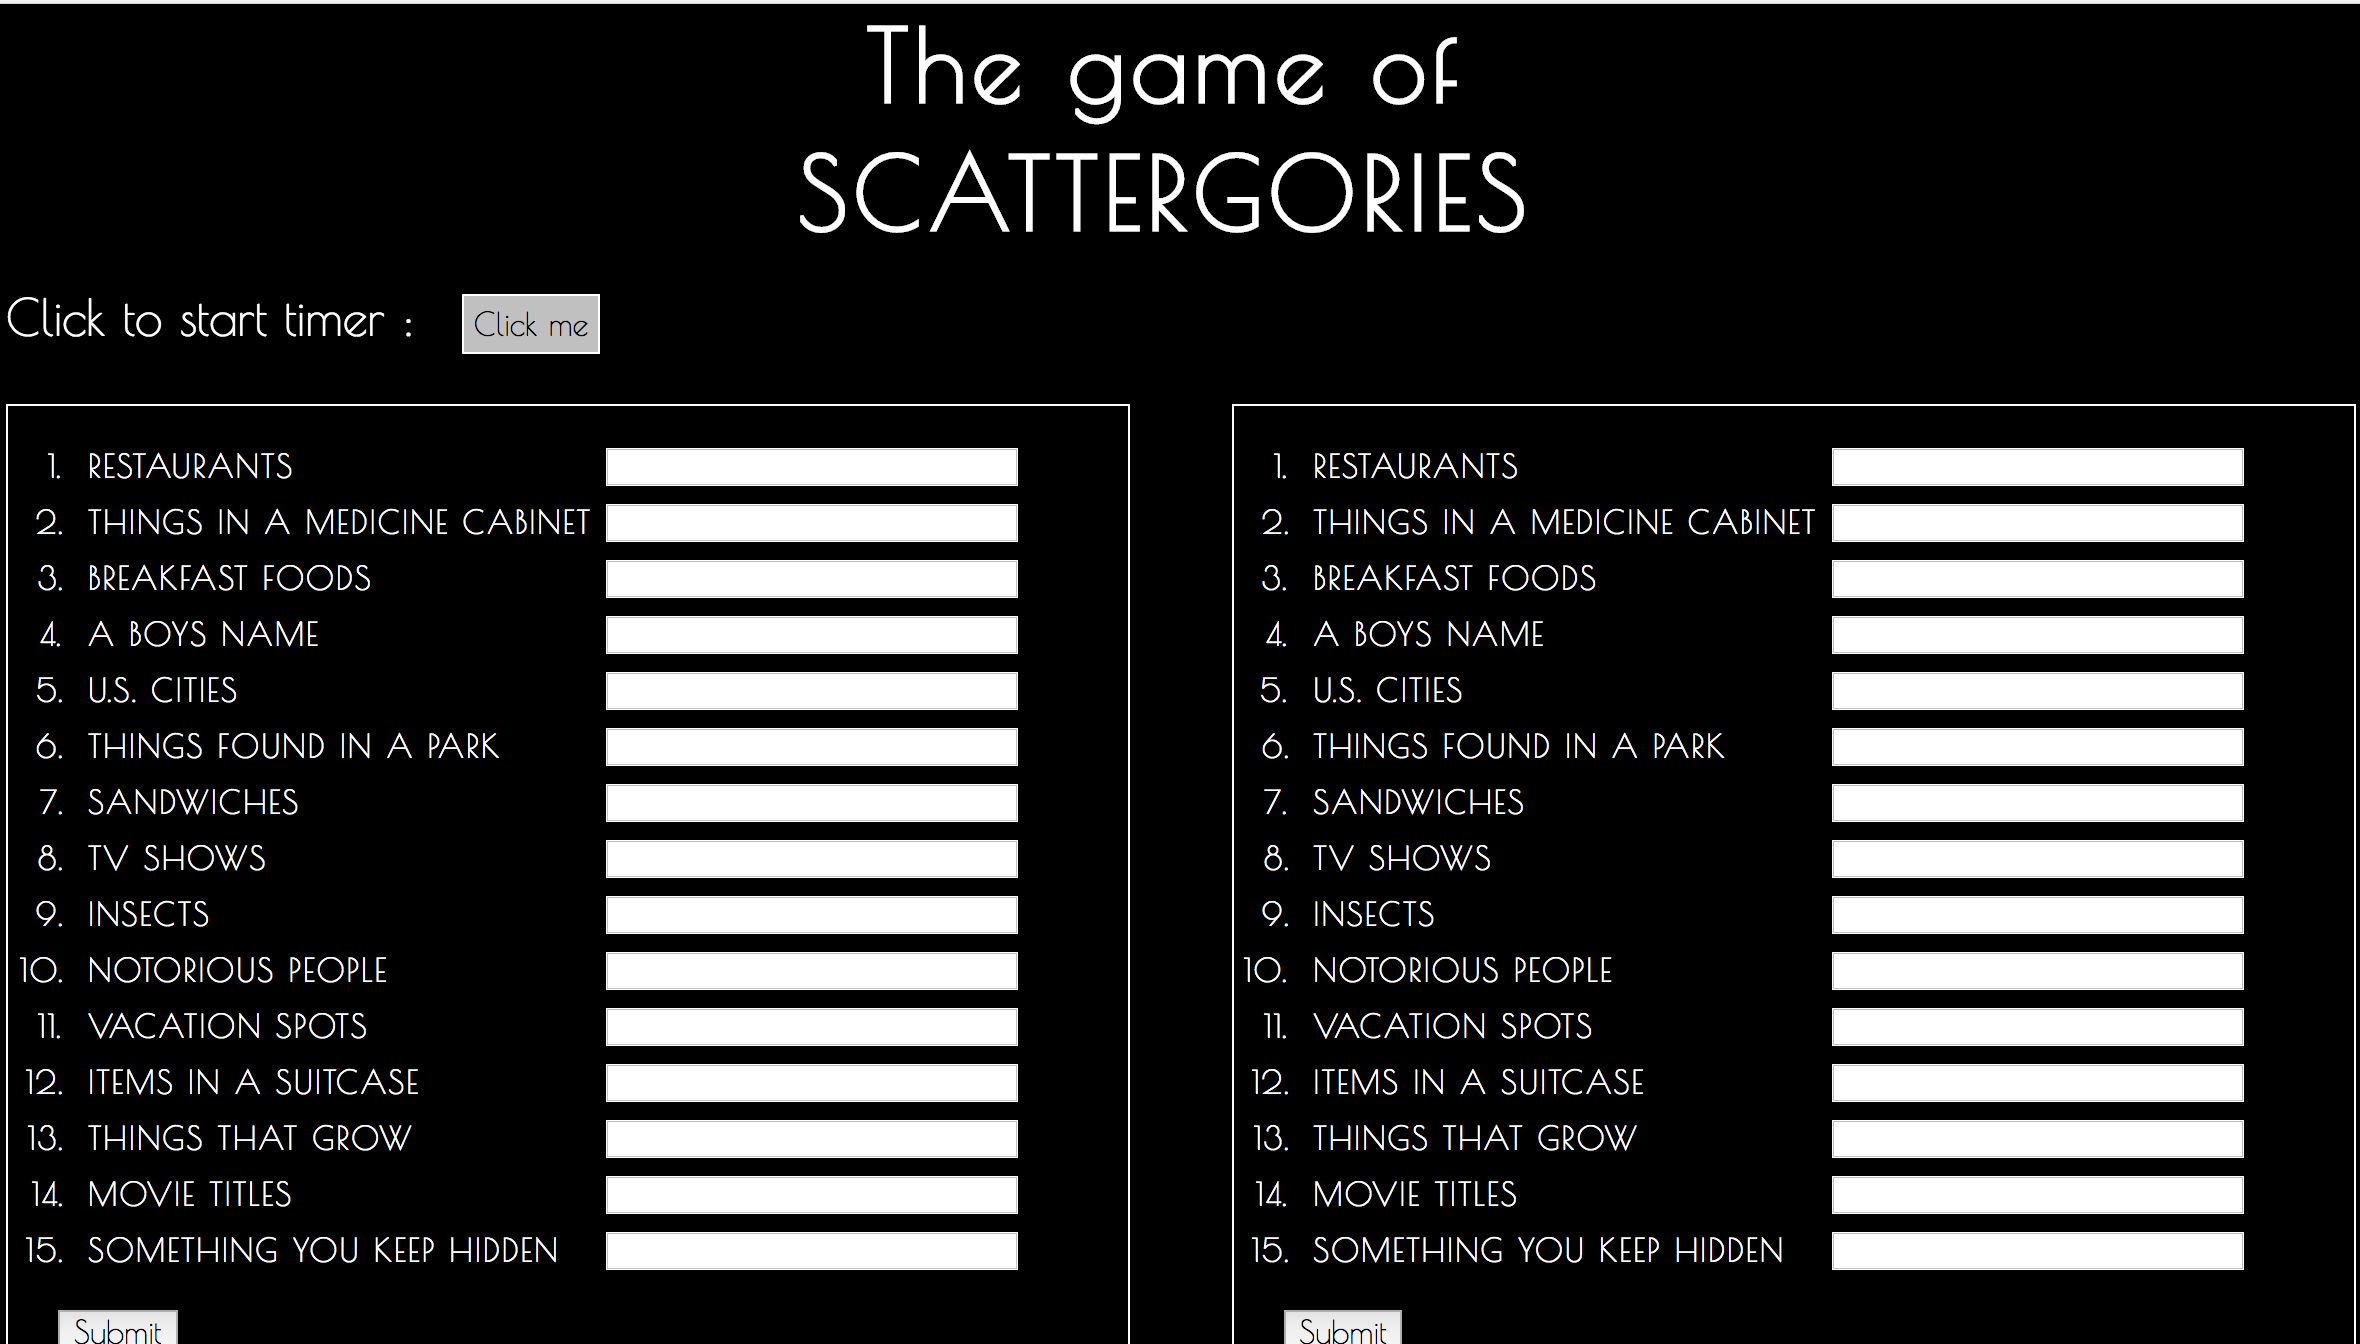 The game of
SCATTERGORIES
Click to start timer :
Click me
1. RESTAURANTS
2. THINGS IN A MEDICINE CABINET
3. BREAKFAST FOODS
4. A BOYS NAME
5. U.S. CITIES
6. THINGS FOUND IN A PARK
7. SANDWICHES
8. TV SHOWS
9. INSECTS
10. NOTORIOUS PEOPLE
11. VACATION SPOTS
12. ITEMS IN A SUITCASE
13. THINGS THAT GROW
14. MOVIE TITLES
15. SOMETHING YOU KEEP HIDDEN
Submit
1. RESTAURANTS
2. THINGS IN A MEDICINE CABINET
3. BREAKFAST FOODS
4. A BOYS NAME
5. U.S. CITIES
6. THINGS FOUND IN A PARK
7. SANDWICHES
8. TV SHOWS
9. INSECTS
10. NOTORIOUS PEOPLE
11. VACATION SPOTS
12. ITEMS IN A SUITCASE
13. THINGS THAT GROW
14. MOVIE TITLES
15. SOMETHING YOU KEEP HIDDEN
Submit